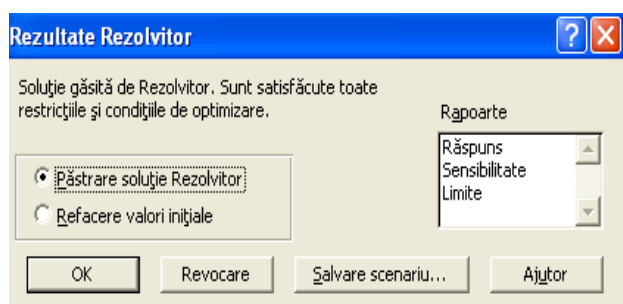 Rezultate Rezolvitor
Soluţie găsită de Rezolvitor. Sunt satisfăcute toate
restricţiile şi condiţiile de optimizare.
Rapoarte
Răspuns
Sensibilitate
Limite
Păstrare soluţie Rezolvitor
Refacere valori iniţiale
OK
Revocare
Salvare scenariu...
Ajutor